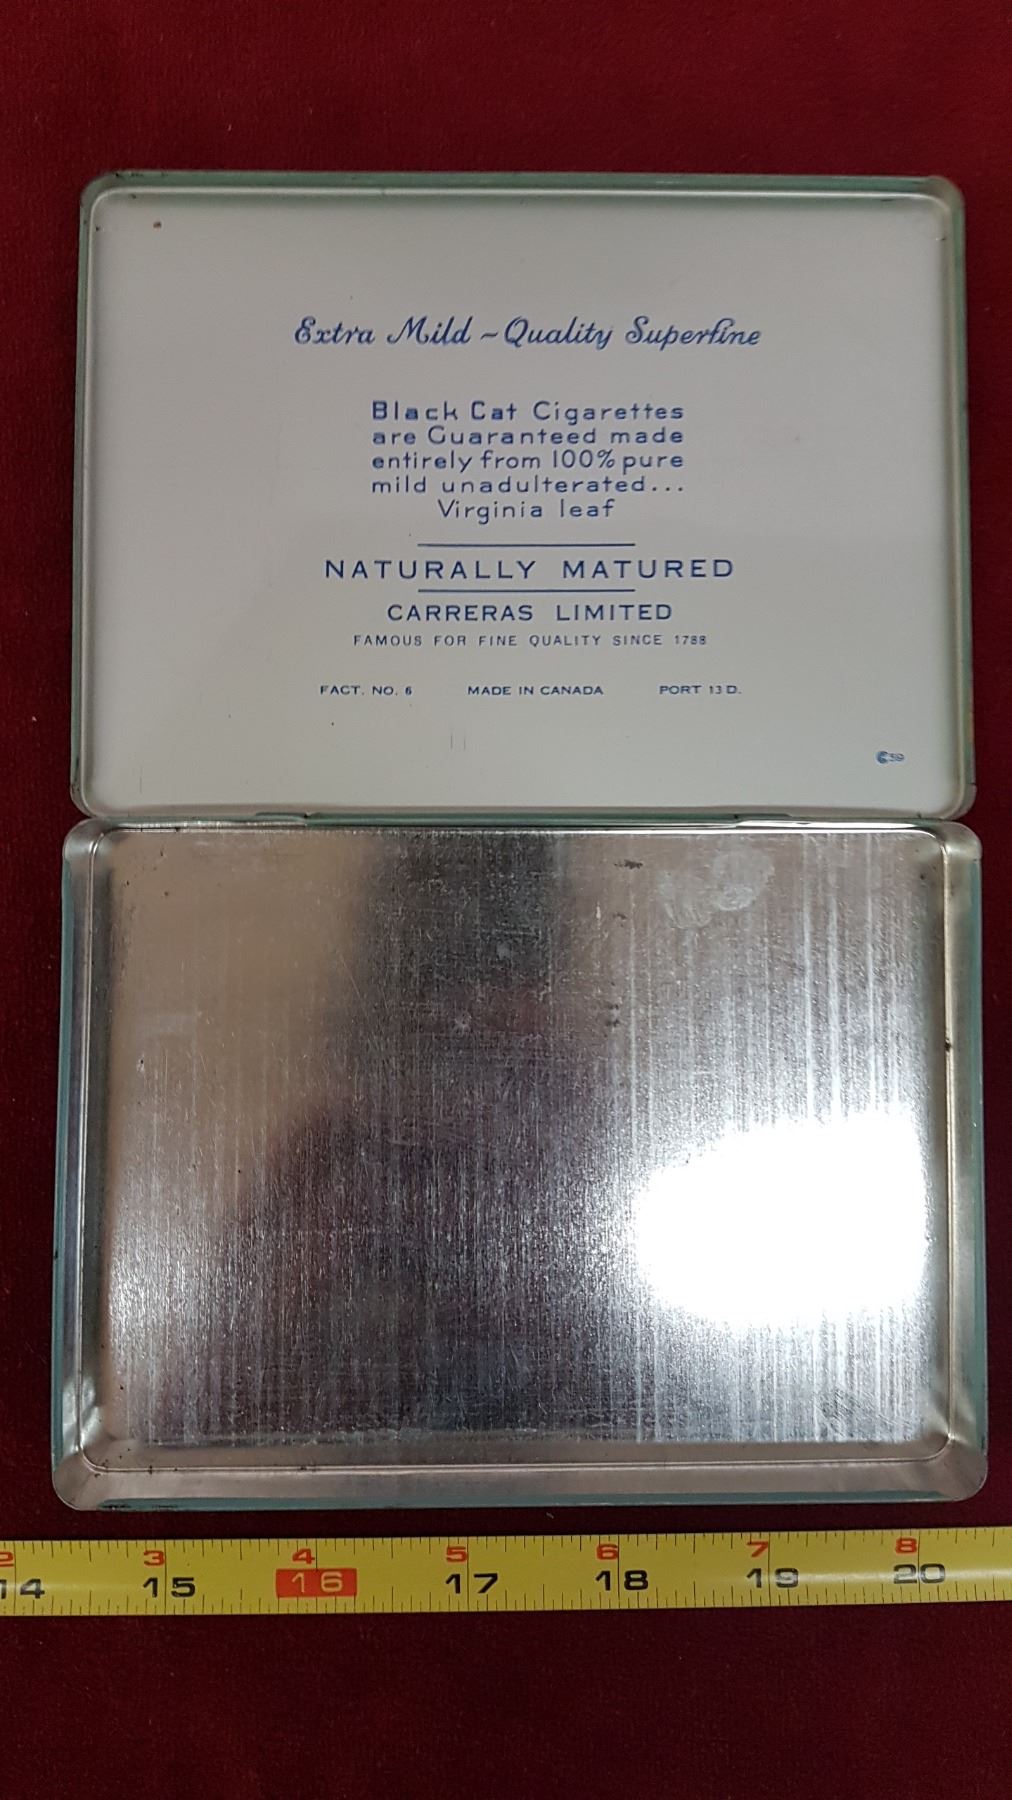 Extra Mild ~ Quality Superfine
Black Cat Cigarettes
are Guaranteed made
entirely from 100% pure
mild unadulterated...
Virginia leaf
NATURALLY MATURED
CARRERAS LIMITED
FAMOUS FOR FINE QUALITY SINCE 1788
FACT. NO. 6 MADE IN CANADA PORT 13 D.
2 3 4 5 6 7 8
14 15 16 17 18 19 20